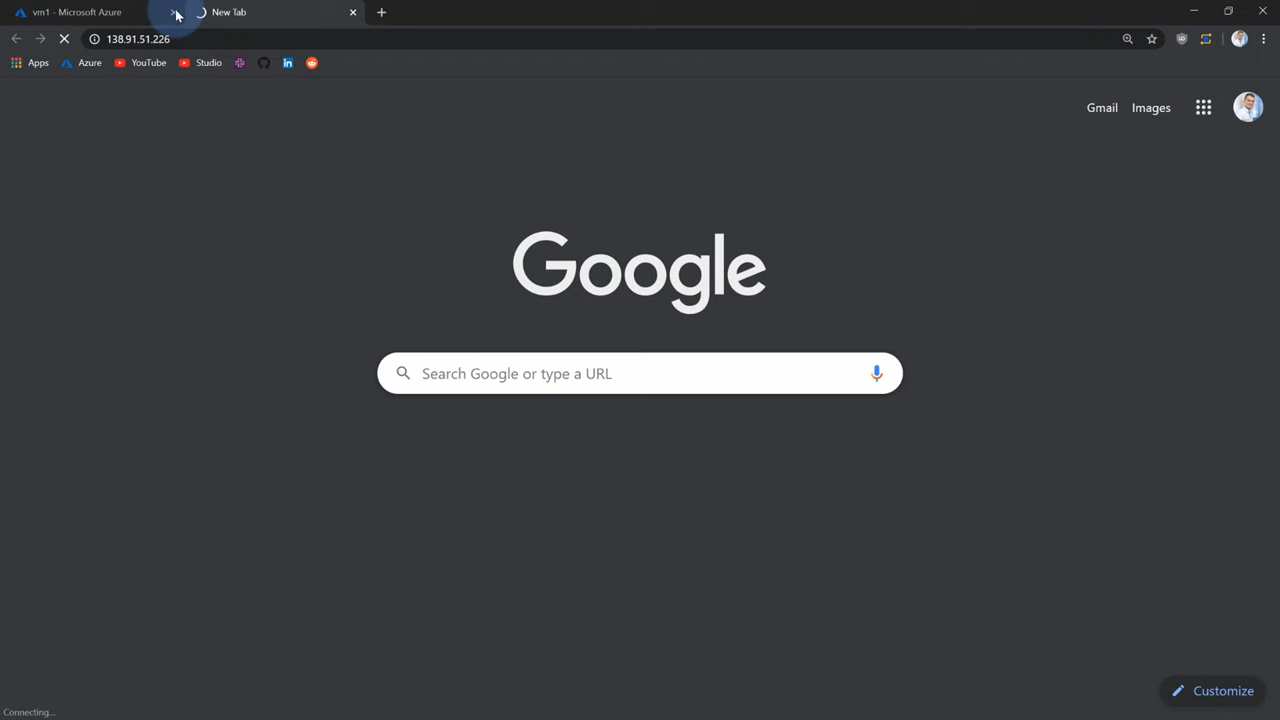 vm1 - Microsoft Azure
New Tab
138.91.51.226
Apps
Azure
YouTube
Studio
Gmail
Images
Google
Search Google or type a URL
Customize
Connecting...